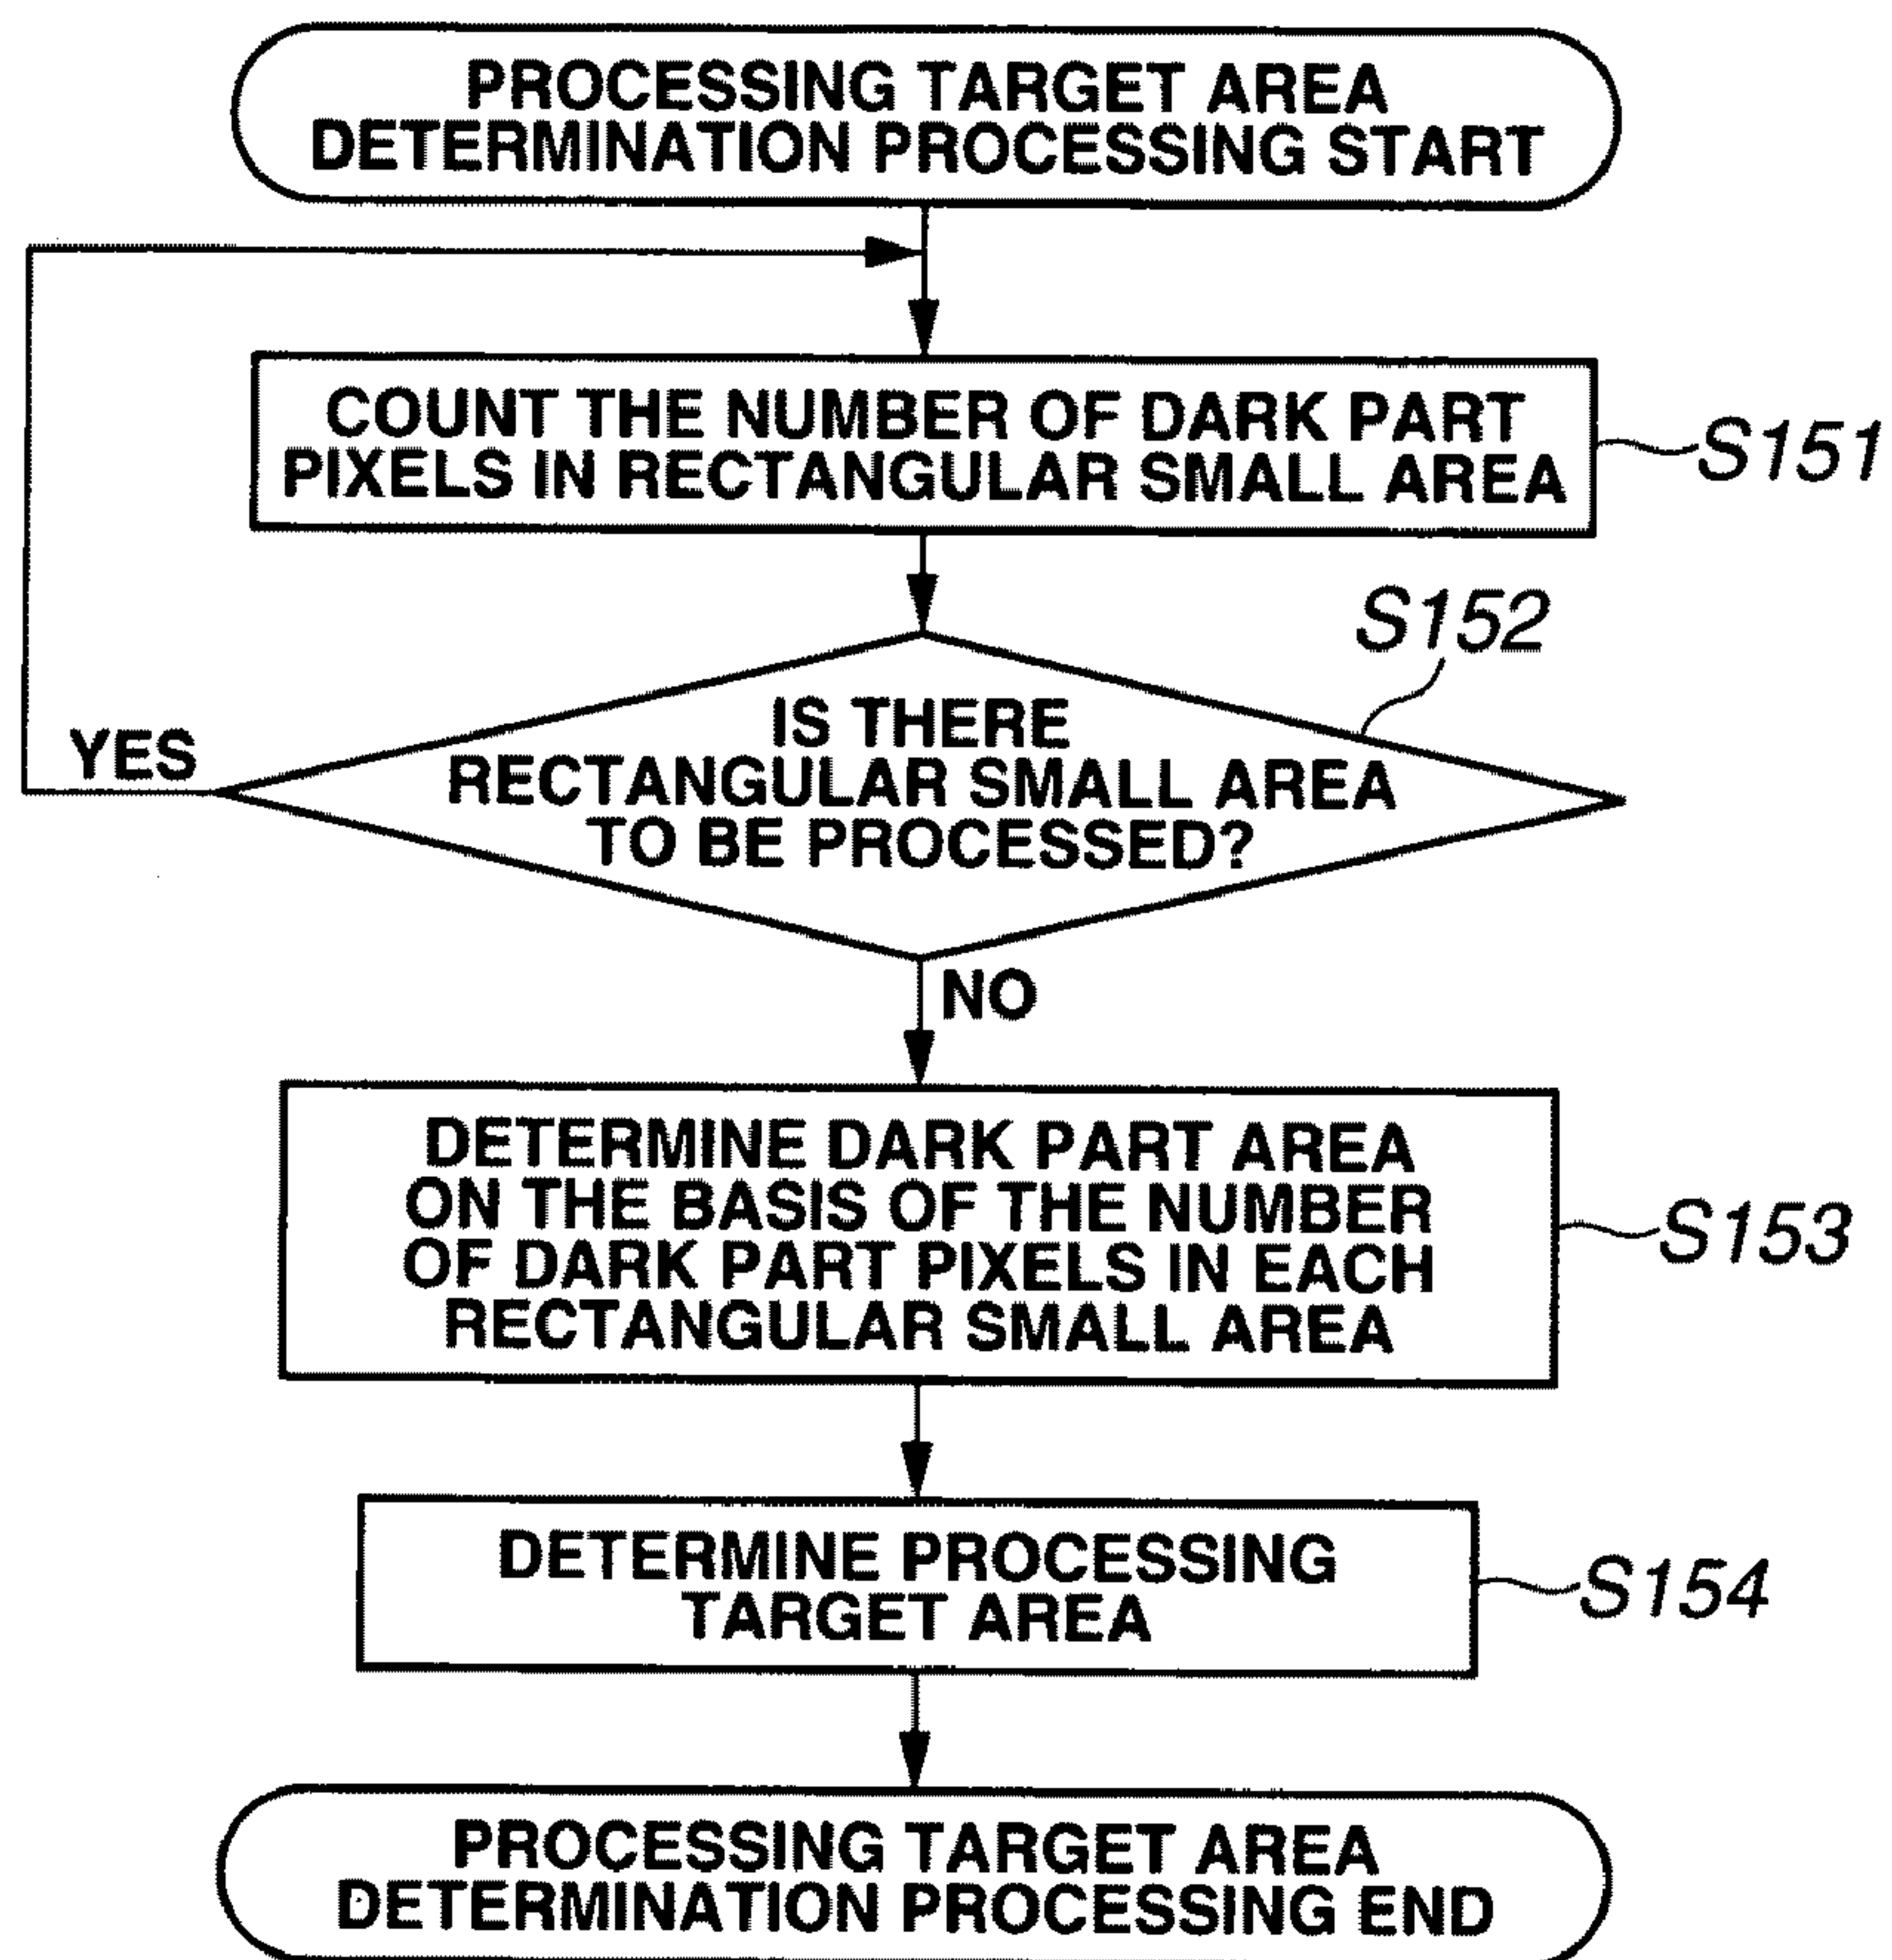 PROCESSING TARGET AREA
DETERMINATION PROCESSING START
COUNT THE NUMBER OF DARK PART
PIXELS IN RECTANGULAR SMALL AREA
S151
S152
IS THERE
RECTANGULAR SMALL AREA
TO BE PROCESSED?
YES
NO
DETERMINE DARK PART AREA
ON THE BASIS OF THE NUMBER
OF DARK PART PIXELS IN EACH
RECTANGULAR SMALL AREA
S153
DETERMINE PROCESSING
TARGET AREA
S154
PROCESSING TARGET AREA
DETERMINATION PROCESSING END